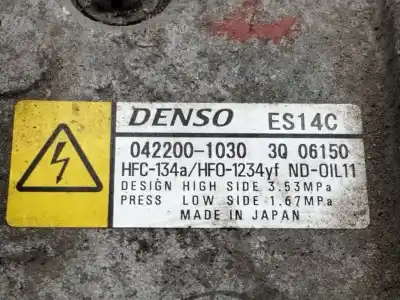 DENSO ES14C
042200-1030 3Q 06150
HFC-134a/HFO-1234yf ND-OIL11
DESIGN HIGH SIDE 3.53MPa
PRESS LOW SIDE 1.67MPa
MADE IN JAPAN